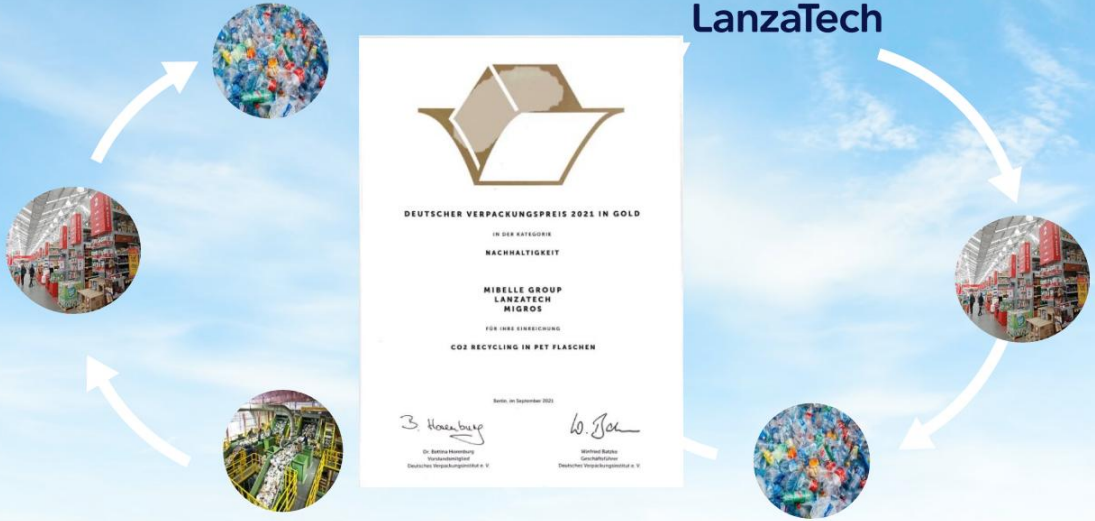 LanzaTech
DEUTSCHER VERPACKUNGSPREIS 2021 IN GOLD
IN DER KATEGORIE
NACHHALTIGKEIT
MIBELLE GROUP
LANZATECH
MIGROS
FÜR IHRE EINREICHUNG
CO2 RECYCLING IN PET FLASCHEN
Berlin, im September 2021
B. Horenburg
Dr. Bettina Horenburg
Vorstandsmitglied
Deutsches Verpackungsinstitut e. V.
Winfried Batzke
Geschäftsführer
Deutsches Verpackungsinstitut e. V.